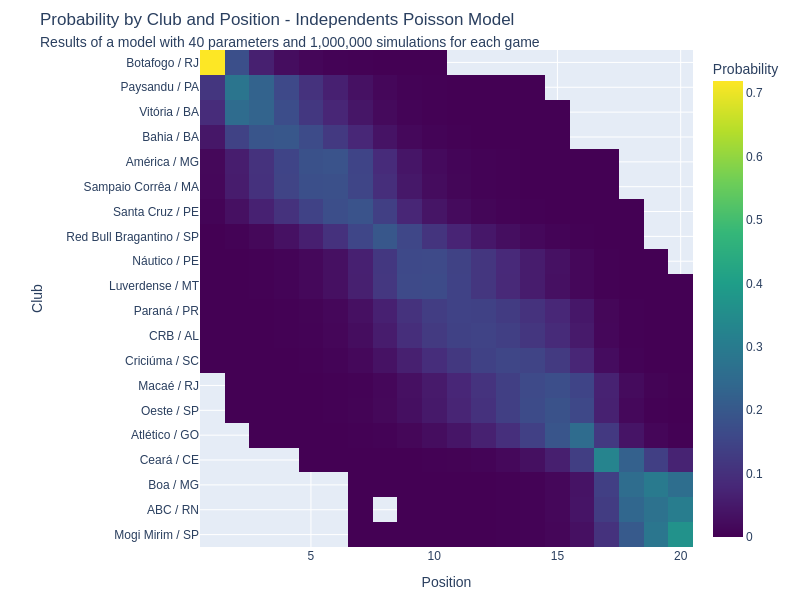 Probability by Club and Position - Independents Poisson Model
Results of a model with 40 parameters and 1,000,000 simulations for each game
Probability
Botafogo / RJ
Paysandu / PA
Vitória / BA
Bahia / BA
América / MG
Sampaio Corrêa / MA
Santa Cruz / PE
Red Bull Bragantino / SP
Náutico / PE
Luverdense / MT
Paraná / PR
CRB / AL
Criciúma / SC
Macaé / RJ
Oeste / SP
Atlético / GO
Ceará / CE
Boa / MG
ABC / RN
Mogi Mirim / SP
Club
5
10
15
20
Position
0.7
0.6
0.5
0.4
0.3
0.2
0.1
0